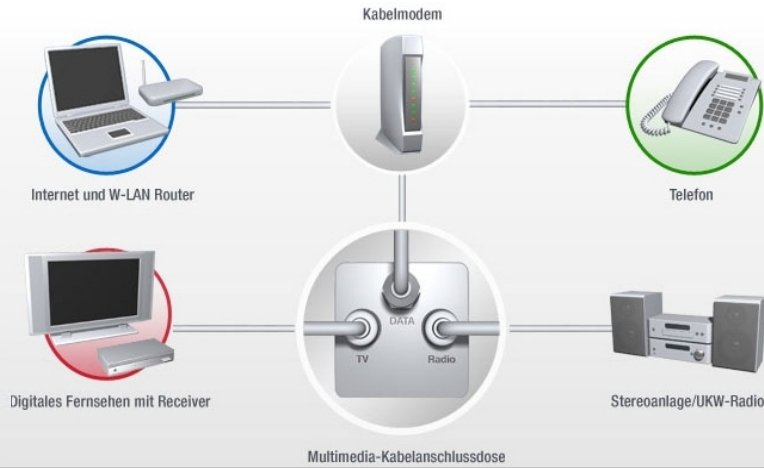 Kabelmodem
Internet und W-LAN Router
Telefon
DATA
TV
Radio
Digitales Fernsehen mit Receiver
Stereoanlage/UKW-Radio
Multimedia-Kabelanschlussdose